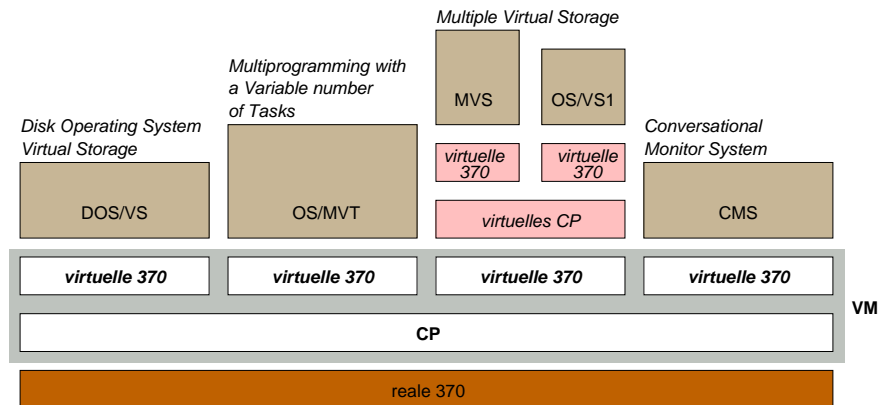 Multiple Virtual Storage
Multiprogramming with
a Variable number
of Tasks
MVS
OS/VS1
Disk Operating System
Virtual Storage
Conversational
Monitor System
virtuelle
370
virtuelle
370
DOS/VS
OS/MVT
virtuelles CP
CMS
virtuelle 370
virtuelle 370
virtuelle 370
virtuelle 370
VM
CP
reale 370